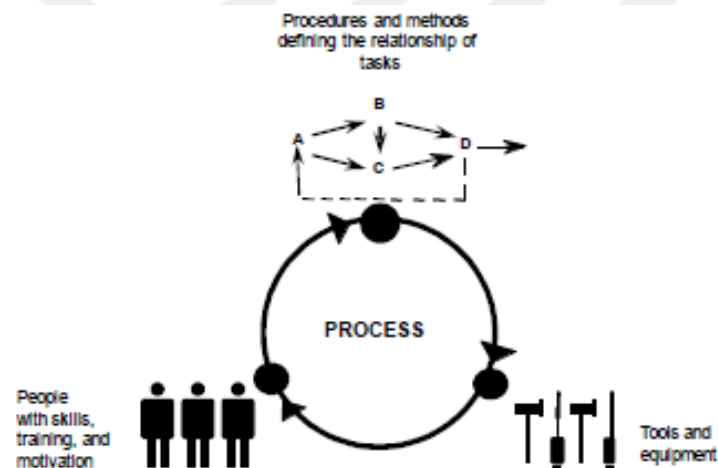 Procedures and methods
defining the relationship of
tasks
B
A
D
C
PROCESS
People
with skills,
training, and
motivation
Tools and
equipment